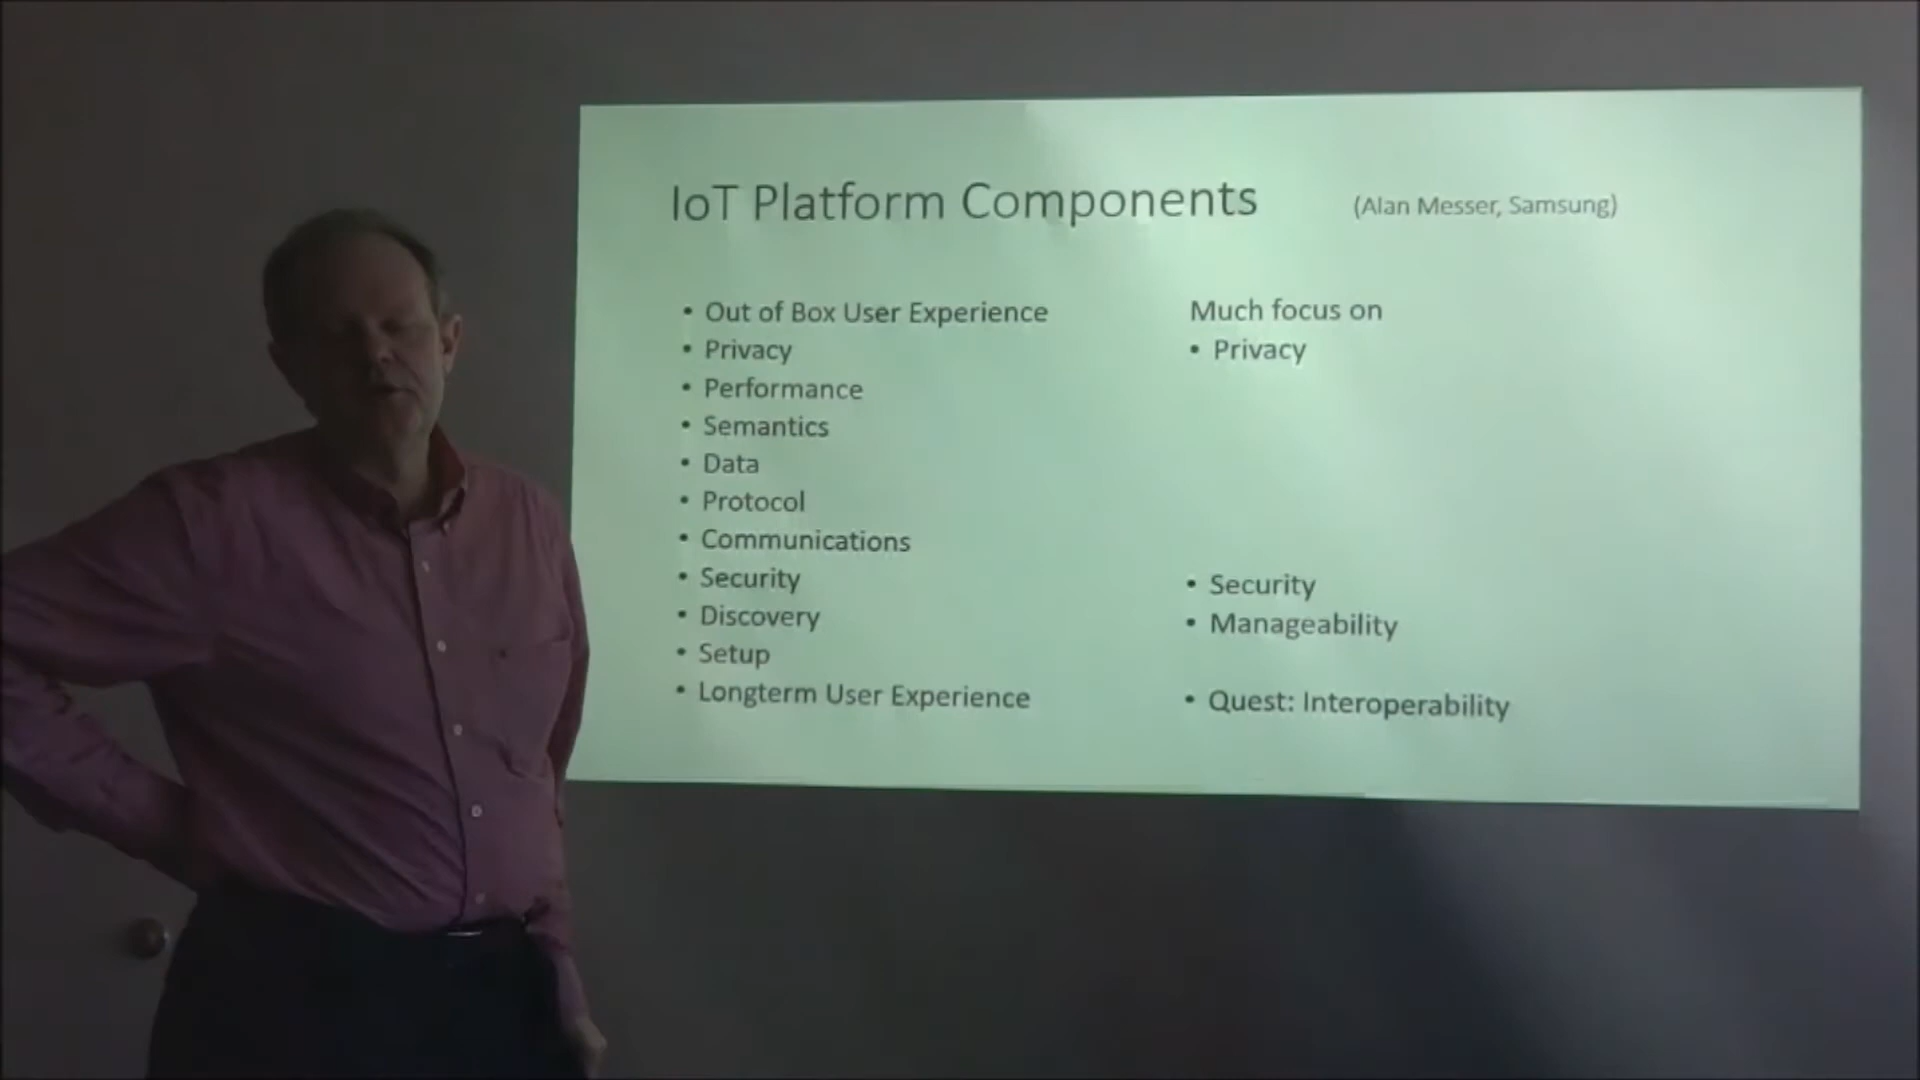 IoT Platform Components
(Alan Messer, Samsung)
• Out of Box User Experience
• Privacy
• Performance
• Semantics
• Data
• Protocol
• Communications
• Security
• Discovery
• Setup
• Longterm User Experience
Much focus on
• Privacy
• Security
• Manageability
• Quest: Interoperability